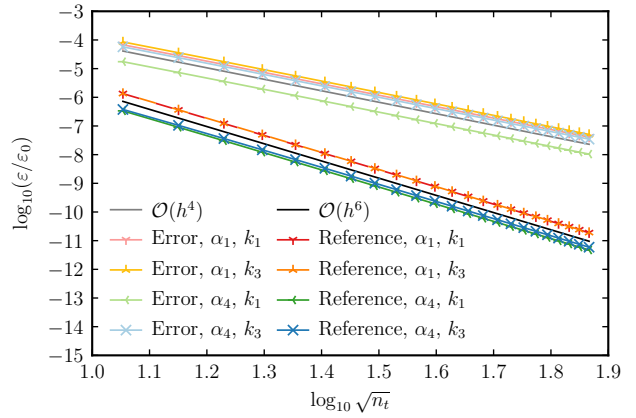 −3
−4
−5
−6
−7
−8
−9
−10
−11
−12
−13
−14
−15
log₁₀(ε/ε₀)
O(h⁴)
Error, α₁, k₁
Error, α₁, k₃
Error, α₄, k₁
Error, α₄, k₃
O(h⁶)
Reference, α₁, k₁
Reference, α₁, k₃
Reference, α₄, k₁
Reference, α₄, k₃
1.0 1.1 1.2 1.3 1.4 1.5 1.6 1.7 1.8 1.9
log₁₀ √nₜ